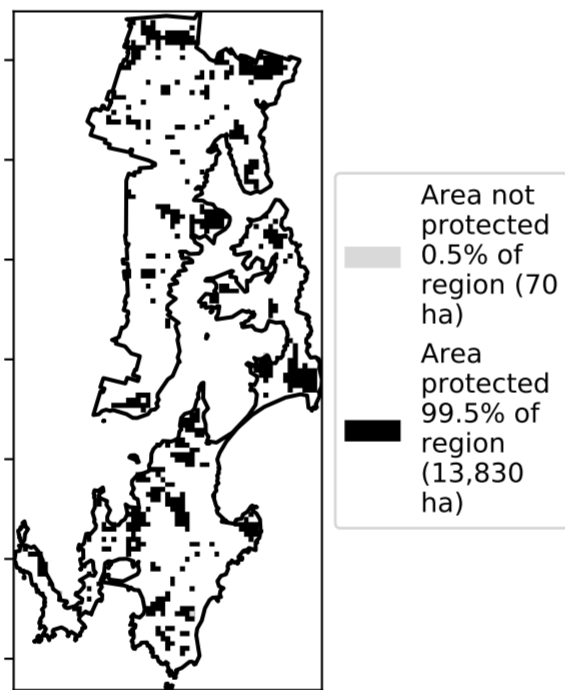 Area not
protected
0.5% of
region (70
ha)
Area
protected
99.5% of
region
(13,830
ha)